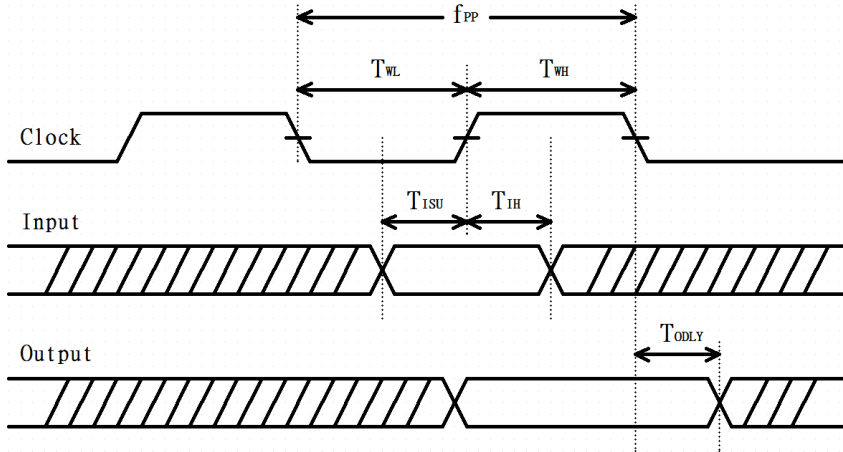 fPP
TWL
TWH
Clock
TISU
TIH
Input
TODLY
Output